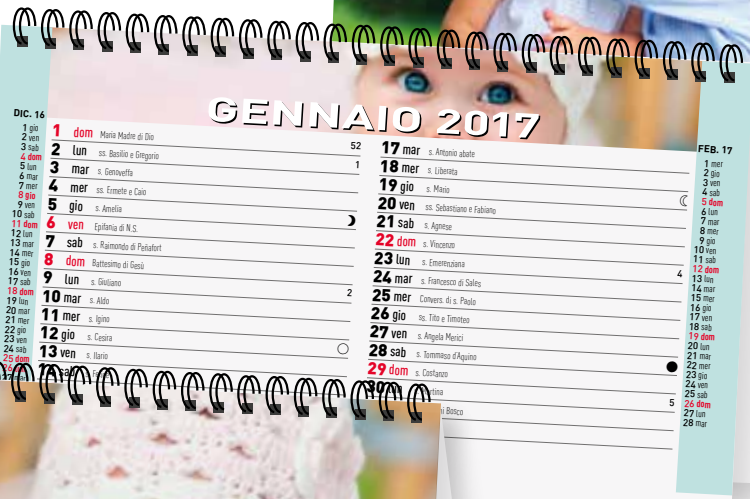 GENNAIO 2017
DIC. 16
1 gio
2 ven
3 sab
4 dom
5 lun
6 mar
7 mer
8 gio
9 ven
10 sab
11 dom
12 lun
13 mar
14 mer
15 gio
16 ven
17 sab
18 dom
19 lun
20 mar
21 mer
22 gio
23 ven
24 sab
25 dom
26 lun
27 mar
1 dom Maria Madre di Dio 52
2 lun ss. Basilio e Gregorio 1
3 mar s. Genoveffa
4 mer ss. Ermete e Caio
5 gio s. Amelia
6 ven Epifania di N.S.
7 sab s. Raimondo di Peñafort
8 dom Battesimo di Gesù
9 lun s. Giuliano 2
10 mar s. Aldo
11 mer s. Igino
12 gio s. Cesira
13 ven s. Ilario
14 sab
17 mar s. Antonio abate
18 mer s. Liberata
19 gio s. Mario
20 ven ss. Sebastiano e Fabiano
21 sab s. Agnese
22 dom s. Vincenzo
23 lun s. Emerenziana 4
24 mar s. Francesco di Sales
25 mer Convers. di s. Paolo
26 gio ss. Tito e Timoteo
27 ven s. Angela Merici
28 sab s. Tommaso d'Aquino
29 dom s. Costanzo
30 lun 5
Bosco
FEB. 17
1 mer
2 gio
3 ven
4 sab
5 dom
6 lun
7 mar
8 mer
9 gio
10 ven
11 sab
12 dom
13 lun
14 mar
15 mer
16 gio
17 ven
18 sab
19 dom
20 lun
21 mar
22 mer
23 gio
24 ven
25 sab
26 dom
27 lun
28 mar